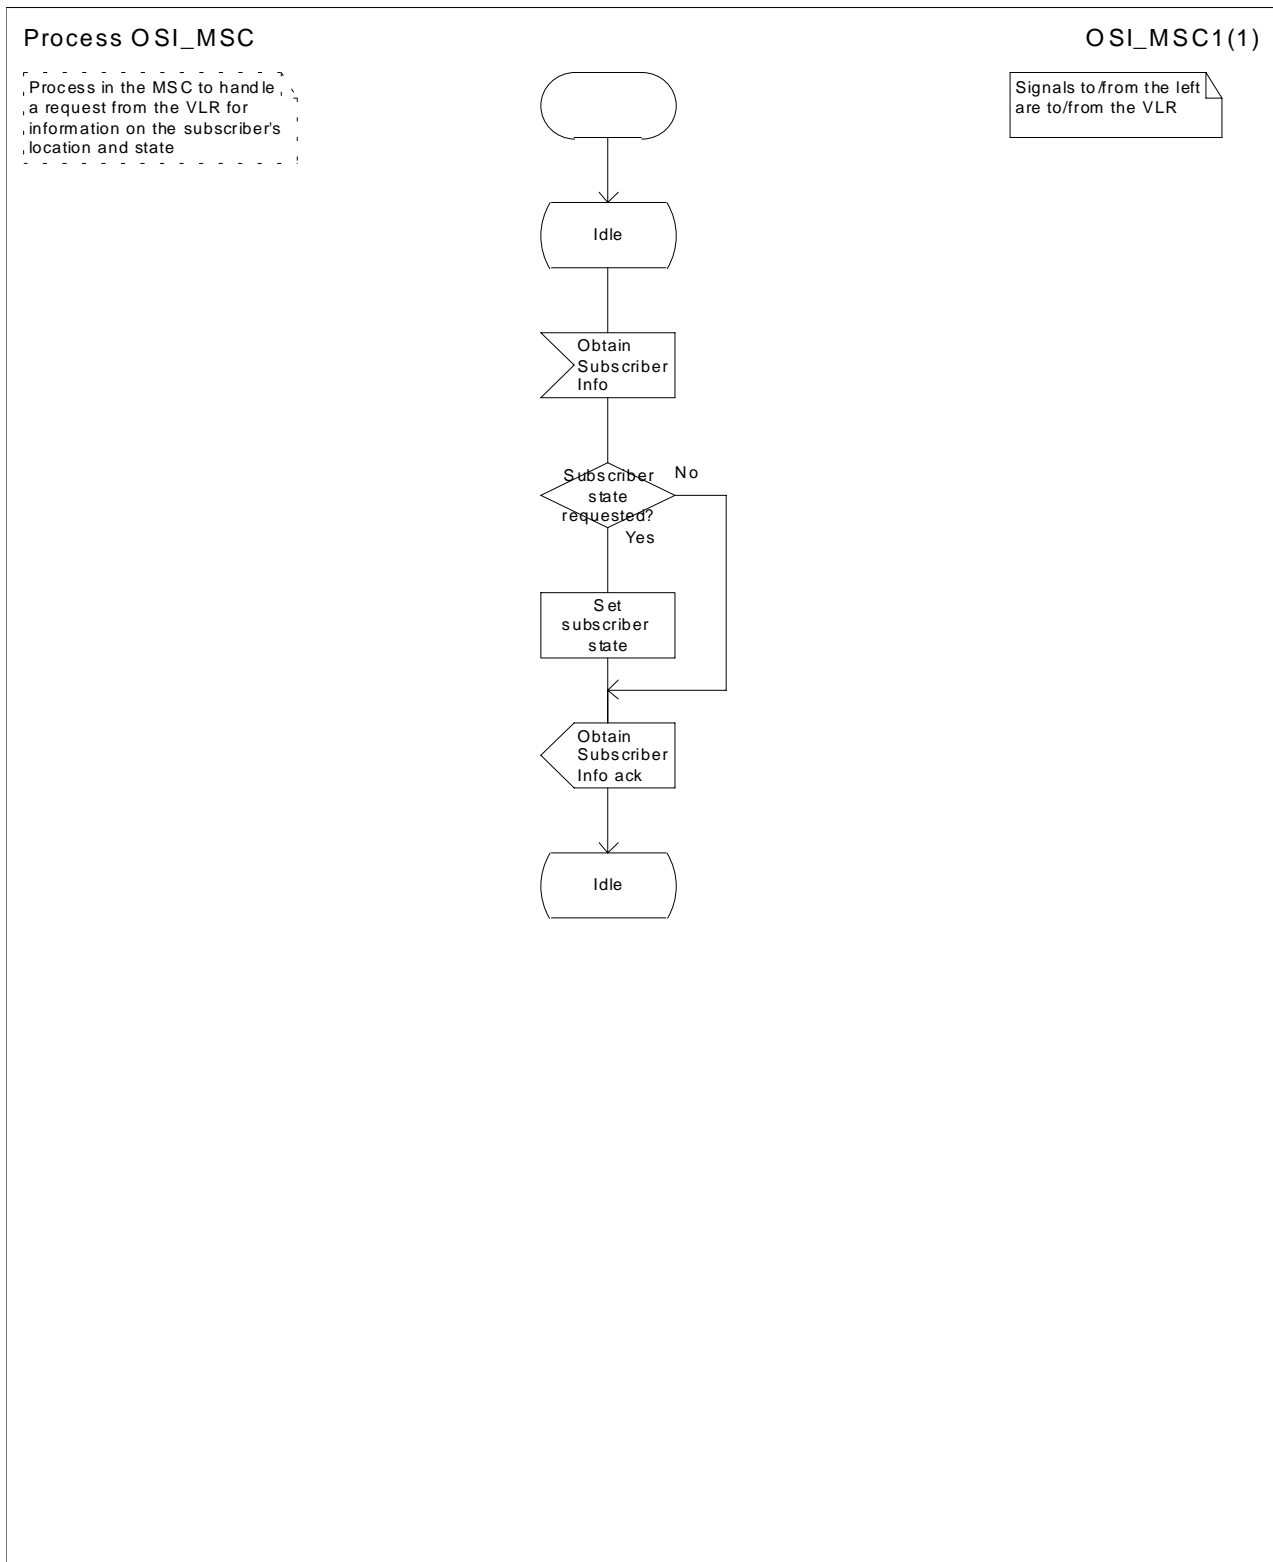 Process OSI_MSC
OSI_MSC1(1)
Process in the MSC to handle
a request from the VLR for
information on the subscriber's
location and state
Signals to/from the left
are to/from the VLR
Idle
Obtain
Subscriber
Info
Subscriber
state
requested?
No
Yes
Set
subscriber
state
Obtain
Subscriber
Info ack
Idle